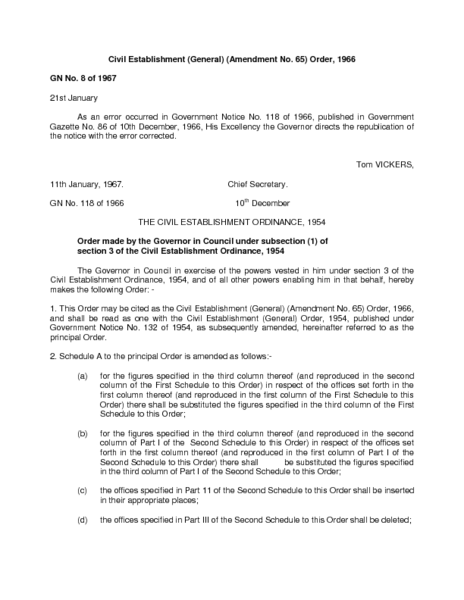 Civil Establishment (General) (Amendment No. 65) Order, 1966
GN No. 8 of 1967
21st January
As an error occurred in Government Notice No. 118 of 1966, published in Government
Gazette No. 86 of 10th December, 1966, His Excellency the Governor directs the republication of
the notice with the error corrected.
Tom VICKERS,
11th January, 1967. Chief Secretary.
GN No. 118 of 1966 10th December
THE CIVIL ESTABLISHMENT ORDINANCE, 1954
Order made by the Governor in Council under subsection (1) of
section 3 of the Civil Establishment Ordinance, 1954
The Governor in Council in exercise of the powers vested in him under section 3 of the
Civil Establishment Ordinance, 1954, and of all other powers enabling him in that behalf, hereby
makes the following Order: -
1. This Order may be cited as the Civil Establishment (General) (Amendment No. 65) Order, 1966,
and shall be read as one with the Civil Establishment (General) Order, 1954, published under
Government Notice No. 132 of 1954, as subsequently amended, hereinafter referred to as the
principal Order.
2. Schedule A to the principal Order is amended as follows:-
(a) for the figures specified in the third column thereof (and reproduced in the second
column of the First Schedule to this Order) in respect of the offices set forth in the
first column thereof (and reproduced in the first column of the First Schedule to this
Order) there shall be substituted the figures specified in the third column of the First
Schedule to this Order;
(b) for the figures specified in the third column thereof (and reproduced in the second
column of Part I of the Second Schedule to this Order) in respect of the offices set
forth in the first column thereof (and reproduced in the first column of Part I of the
Second Schedule to this Order) there shall be substituted the figures specified
in the third column of Part I of the Second Schedule to this Order;
(c) the offices specified in Part 11 of the Second Schedule to this Order shall be inserted
in their appropriate places;
(d) the offices specified in Part III of the Second Schedule to this Order shall be deleted;